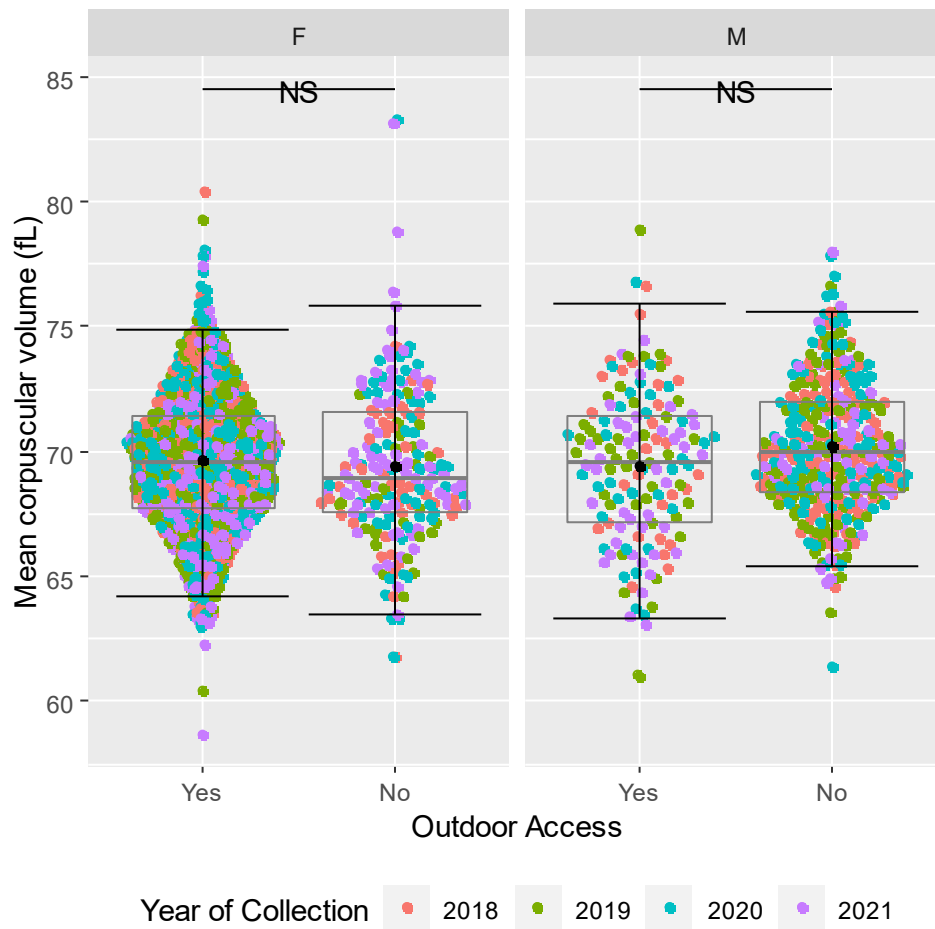 F M
NS NS
85
80
75
70
65
60
Mean corpuscular volume (fL)
Yes No Yes No
Outdoor Access
Year of Collection 2018 2019 2020 2021